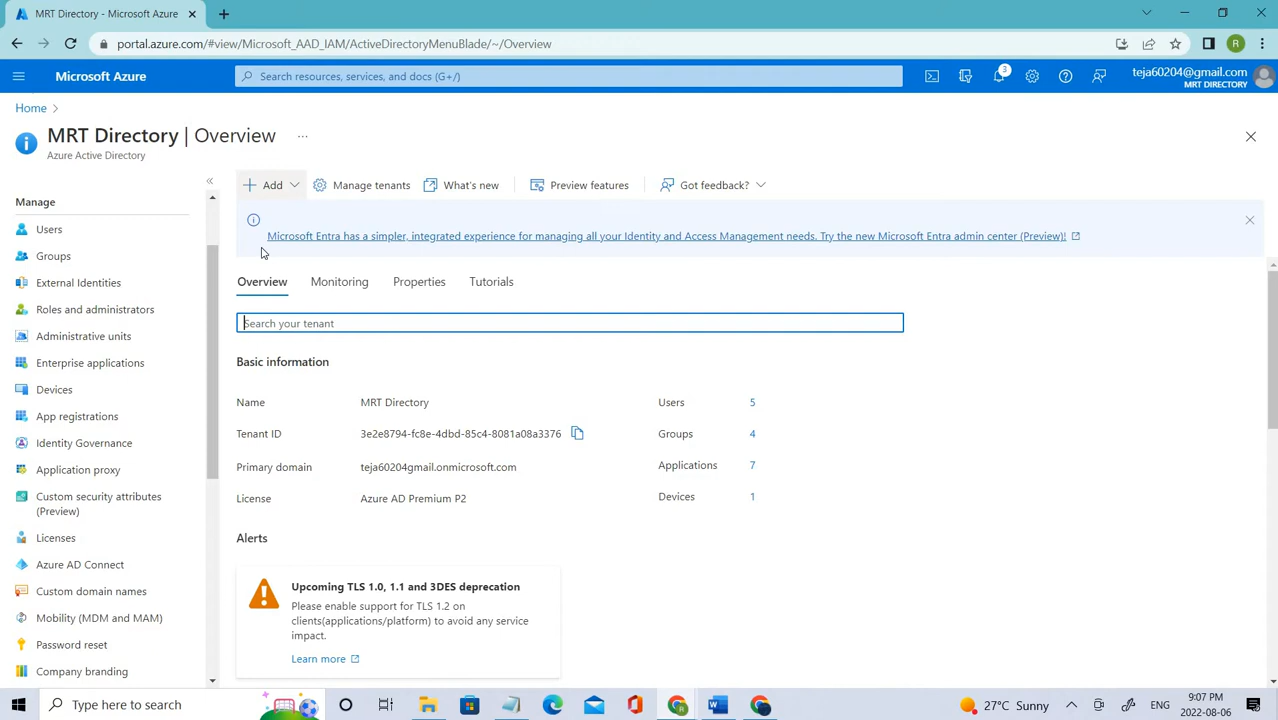 MRT Directory - Microsoft Azure
portal.azure.com/#view/Microsoft_AAD_IAM/ActiveDirectoryMenuBlade/~/Overview
R
Microsoft Azure
Search resources, services, and docs (G+/)
3
teja60204@gmail.com
MRT DIRECTORY
Home
MRT Directory | Overview
...
Azure Active Directory
Add
Manage tenants
What's new
Preview features
Got feedback?
Microsoft Entra has a simpler, integrated experience for managing all your Identity and Access Management needs. Try the new Microsoft Entra admin center (Preview)!
Manage
Users
Groups
External Identities
Roles and administrators
Administrative units
Enterprise applications
Devices
App registrations
Identity Governance
Application proxy
Custom security attributes
(Preview)
Licenses
Azure AD Connect
Custom domain names
Mobility (MDM and MAM)
Password reset
Company branding
Overview
Monitoring
Properties
Tutorials
Search your tenant
Basic information
Name MRT Directory
Users 5
Tenant ID 3e2e8794-fc8e-4dbd-85c4-8081a08a3376
Groups 4
Primary domain teja60204gmail.onmicrosoft.com
Applications 7
License Azure AD Premium P2
Devices 1
Alerts
Upcoming TLS 1.0, 1.1 and 3DES deprecation
Please enable support for TLS 1.2 on
clients(applications/platform) to avoid any service
impact.
Learn more
Type here to search
27°C Sunny
ENG
9:07 PM
2022-08-06